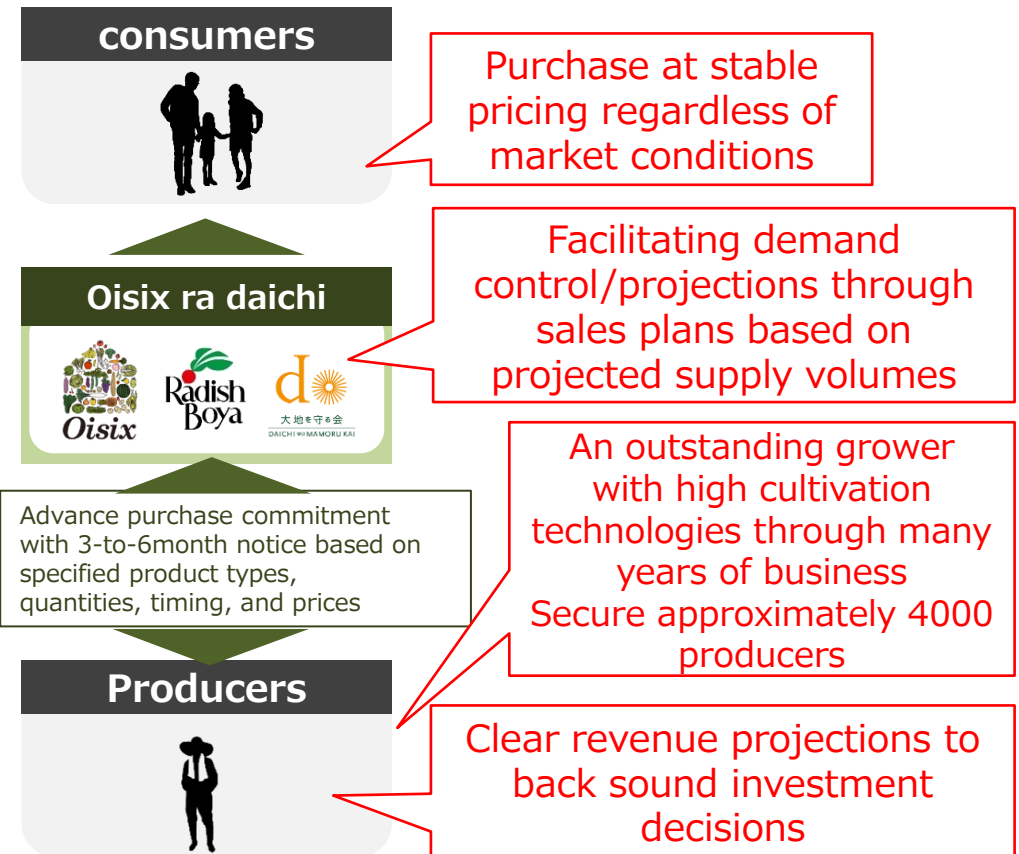 consumers
Purchase at stable
pricing regardless of
market conditions
Oisix ra daichi
Oisix
Radish
Boya
do
大地を守る会
DAICHI WO MAMORU KAI
Facilitating demand
control/projections through
sales plans based on
projected supply volumes
Advance purchase commitment
with 3-to-6month notice based on
specified product types,
quantities, timing, and prices
An outstanding grower
with high cultivation
technologies through many
years of business
Secure approximately 4000
producers
Producers
Clear revenue projections to
back sound investment
decisions